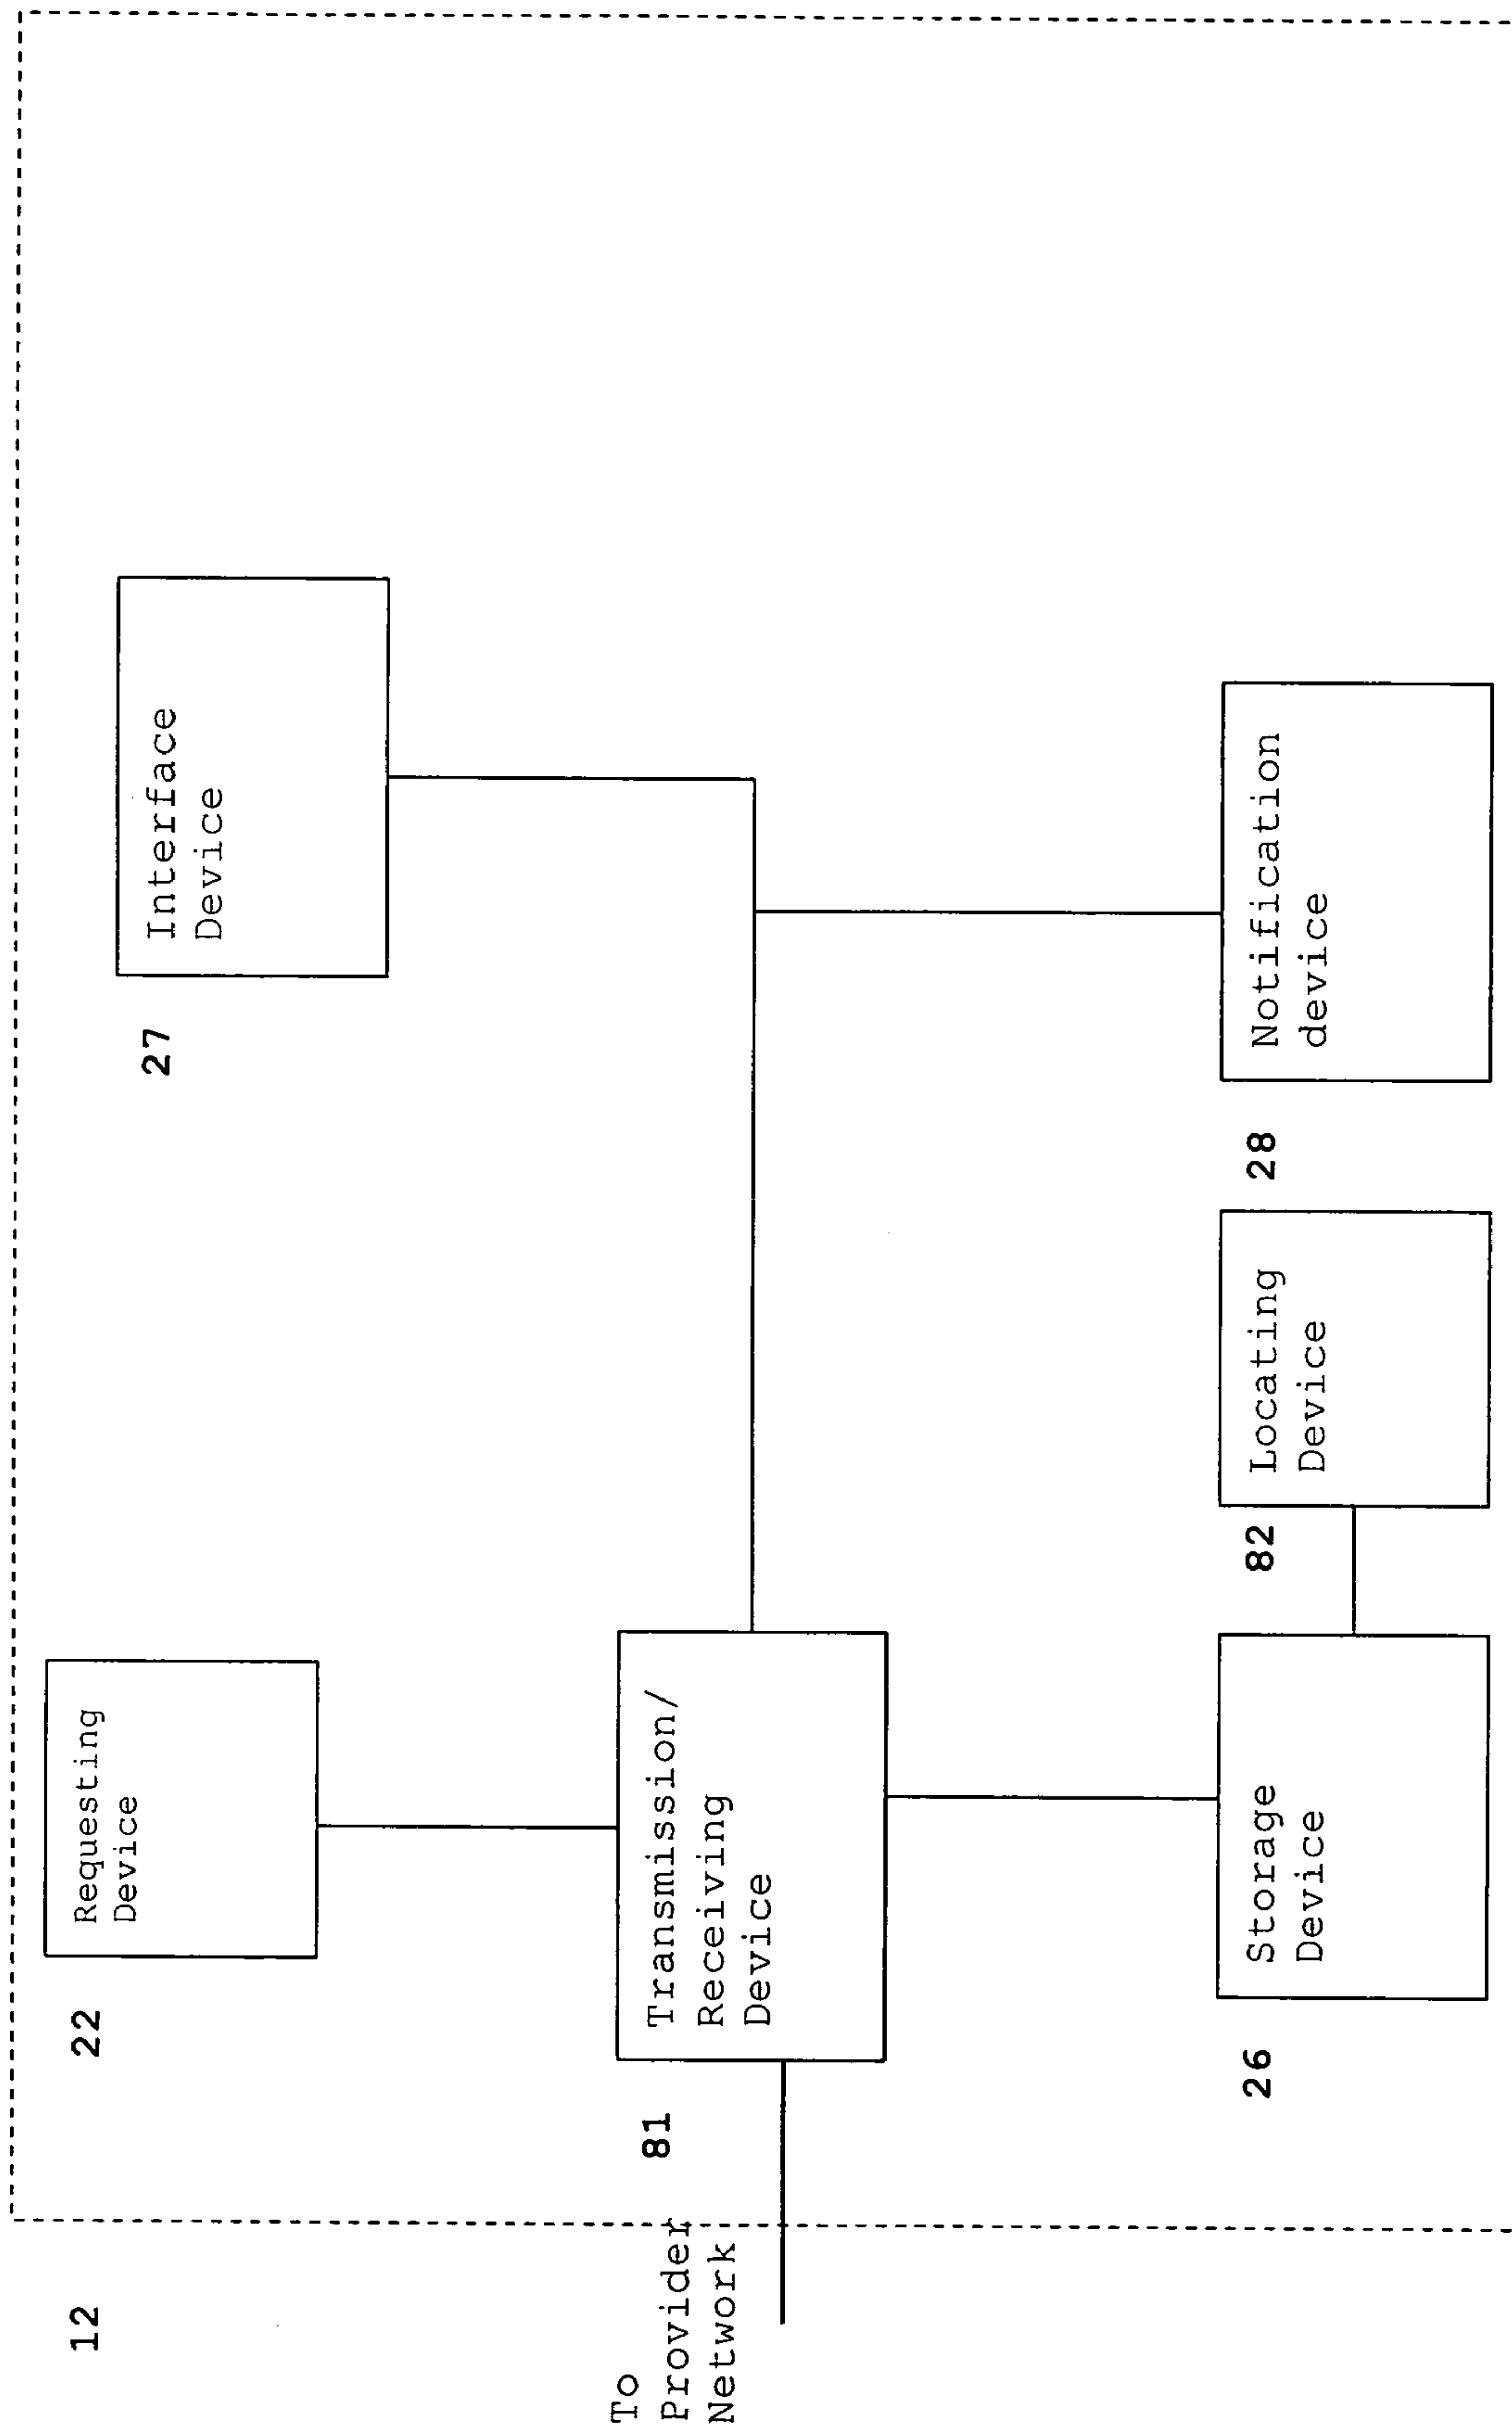 12
22
Requesting
Device
27
Interface
Device
To
Provider
Network
81
Transmission/
Receiving
Device
26
Storage
Device
82
Locating
Device
28
Notification
device